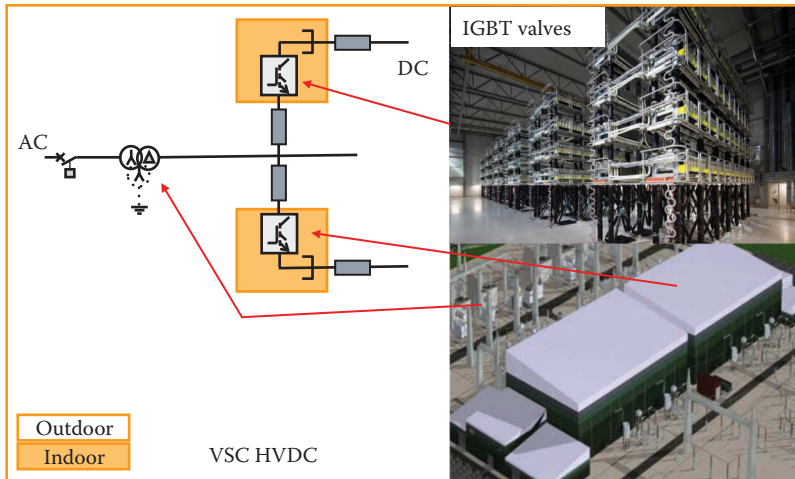 IGBT valves
DC
AC
Outdoor
Indoor
VSC HVDC